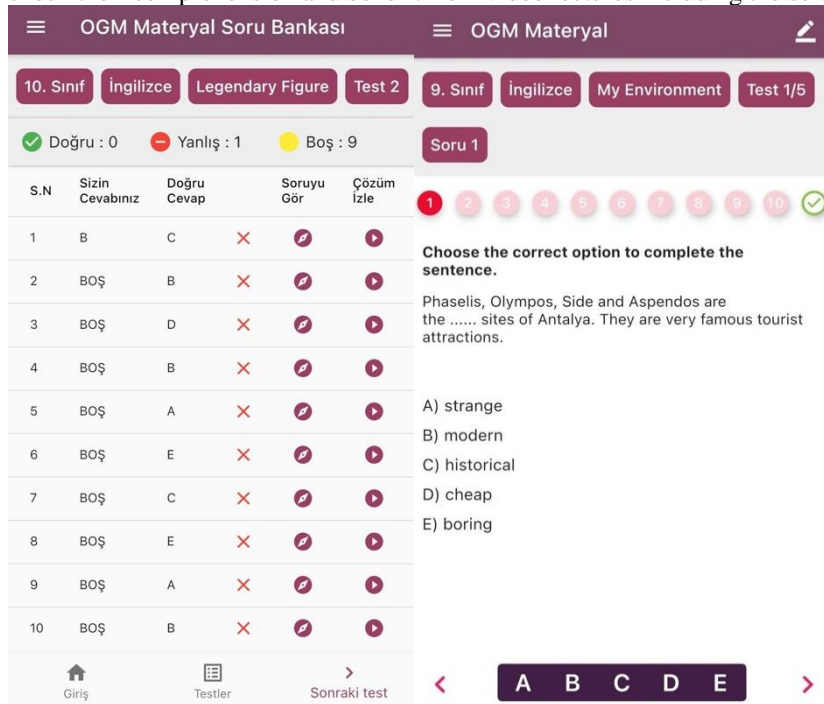 OGM Materyal Soru Bankası
10. Sınıf İngilizce Legendary Figure Test 2
Doğru : 0 Yanlış : 1 Boş : 9
S.N Sizin Cevabınız Doğru Cevap Soruyu Gör Çözüm İzle
1 B C
2 BOŞ B
3 BOŞ D
4 BOŞ B
5 BOŞ A
6 BOŞ E
7 BOŞ C
8 BOŞ E
9 BOŞ A
10 BOŞ B
Giriş Testler Sonraki test
OGM Materyal
9. Sınıf İngilizce My Environment Test 1/5
Soru 1
1 2 3 4 5 6 7 8 9 10
Choose the correct option to complete the
sentence.
Phaselis, Olympos, Side and Aspendos are
the ...... sites of Antalya. They are very famous tourist
attractions.
A) strange
B) modern
C) historical
D) cheap
E) boring
A B C D E